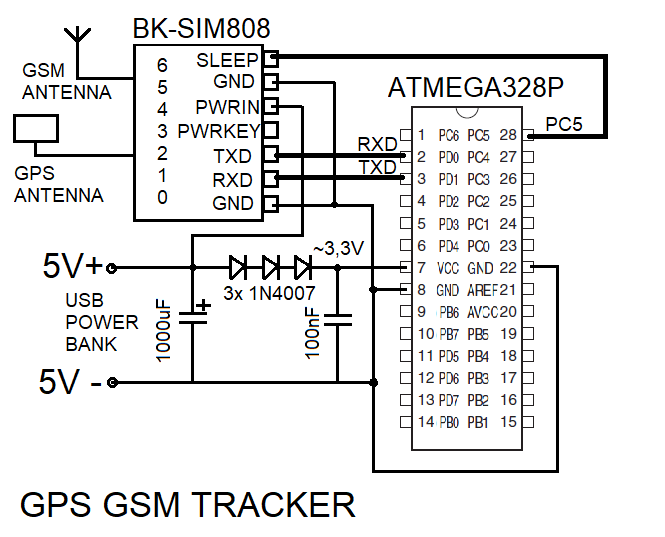 BK-SIM808
GSM
ANTENNA
GPS
ANTENNA
6 SLEEP
5 GND
4 PWRIN
3 PWRKEY
2 TXD
1 RXD
0 GND
RXD
TXD
ATMEGA328P
PC5
1 PC6 PC5 28
2 PD0 PC4 27
3 PD1 PC3 26
4 PD2 PC2 25
5 PD3 PC1 24
6 PD4 PC0 23
7 VCC GND 22
8 GND AREF 21
9 PB6 AVCC 20
10 PB7 PB5 19
11 PD5 PB4 18
12 PD6 PB3 17
13 PD7 PB2 16
14 PB0 PB1 15
5V+
USB
POWER
BANK
5V -
1000uF
+
3x 1N4007
~3,3V
100nF
GPS GSM TRACKER